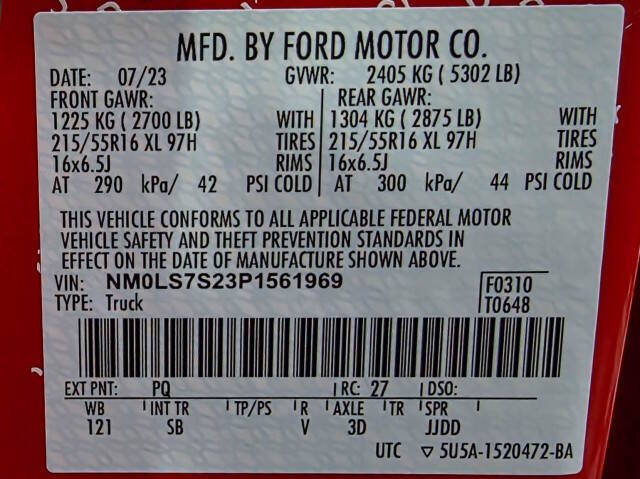 MFD. BY FORD MOTOR CO.
DATE: 07/23 GVWR: 2405 KG ( 5302 LB)
FRONT GAWR: REAR GAWR:
1225 KG ( 2700 LB) WITH 1304 KG ( 2875 LB) WITH
215/55R16 XL 97H TIRES 215/55R16 XL 97H TIRES
16x6.5J RIMS 16x6.5J RIMS
AT 290 kPa/ 42 PSI COLD AT 300 kPa/ 44 PSI COLD
THIS VEHICLE CONFORMS TO ALL APPLICABLE FEDERAL MOTOR
VEHICLE SAFETY AND THEFT PREVENTION STANDARDS IN
EFFECT ON THE DATE OF MANUFACTURE SHOWN ABOVE.
VIN: NM0LS7S23P1561969 F0310
TYPE: Truck T0648
EXT PNT: PQ RC: 27 DSO:
WB INT TR TP/PS R AXLE TR SPR
121 SB V 3D JJDD
UTC ▽ 5U5A-1520472-BA